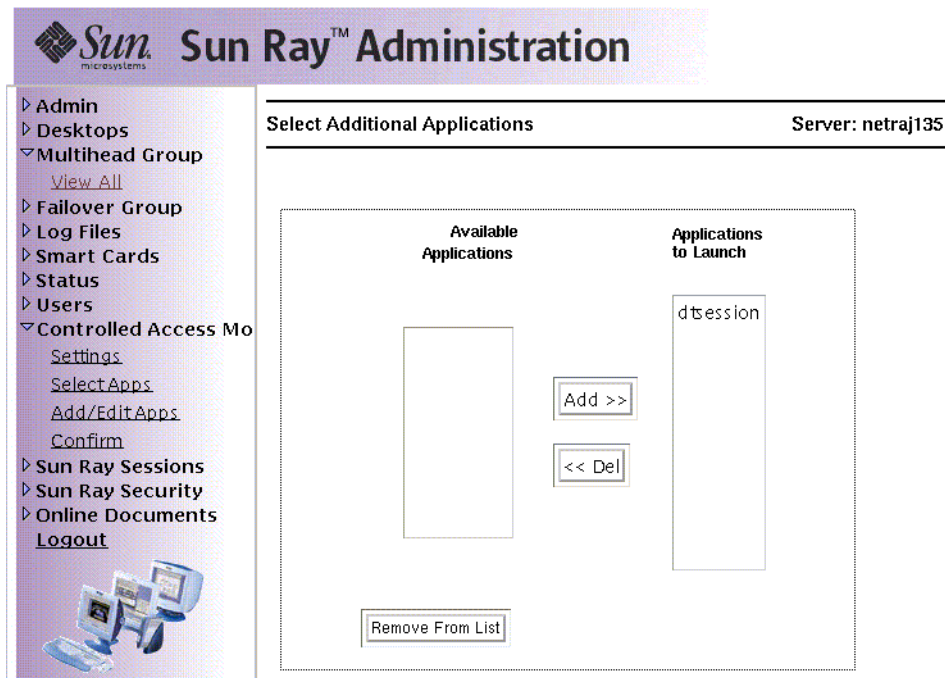 Sun
microsystems
Sun Ray™ Administration
Admin
Desktops
Multihead Group
View All
Failover Group
Log Files
Smart Cards
Status
Users
Controlled Access Mo
Settings
Select Apps
Add/Edit Apps
Confirm
Sun Ray Sessions
Sun Ray Security
Online Documents
Logout
Select Additional Applications Server: netraj135
Available
Applications
Applications
to Launch
dtsession
Add >>
<< Del
Remove From List